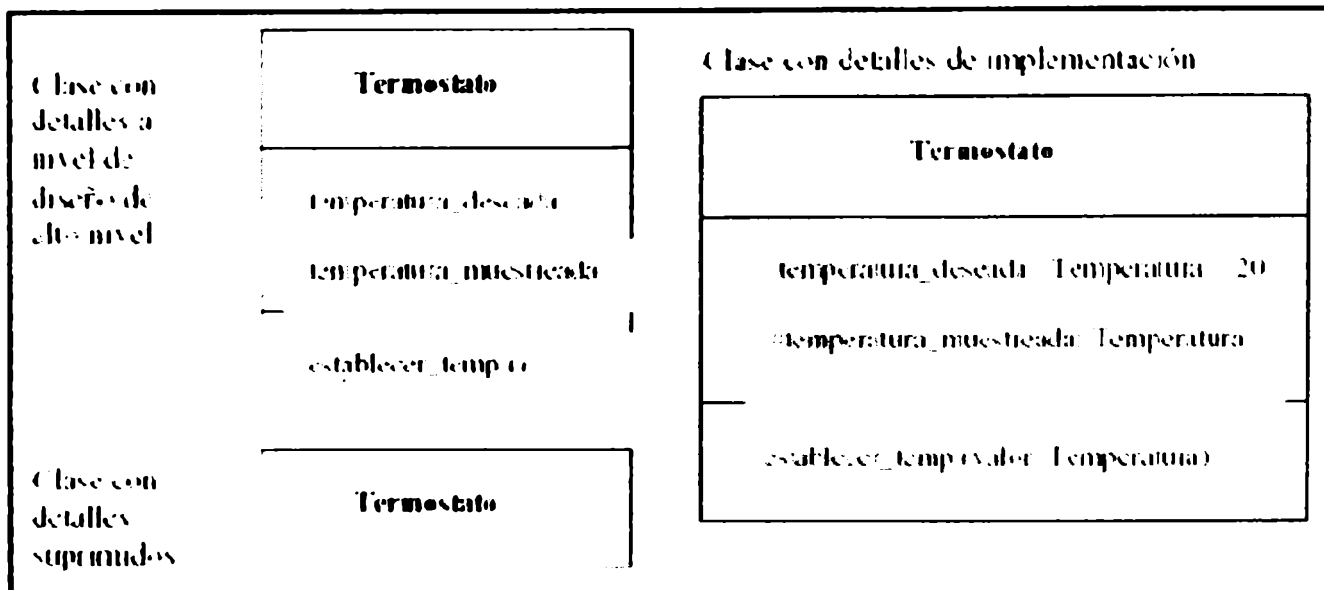 Clase con
detalles a
nivel de
diseño de
alto nivel
Termostato
temperatura_deseada
temperatura_muestreada
establecer_temp()
Clase con
detalles
suprimidos
Termostato
Clase con detalles de implementación
Termostato
temperatura_deseada Temperatura 20
#temperatura_muestreada: Temperatura
establecer_temp(valor Temperatura)